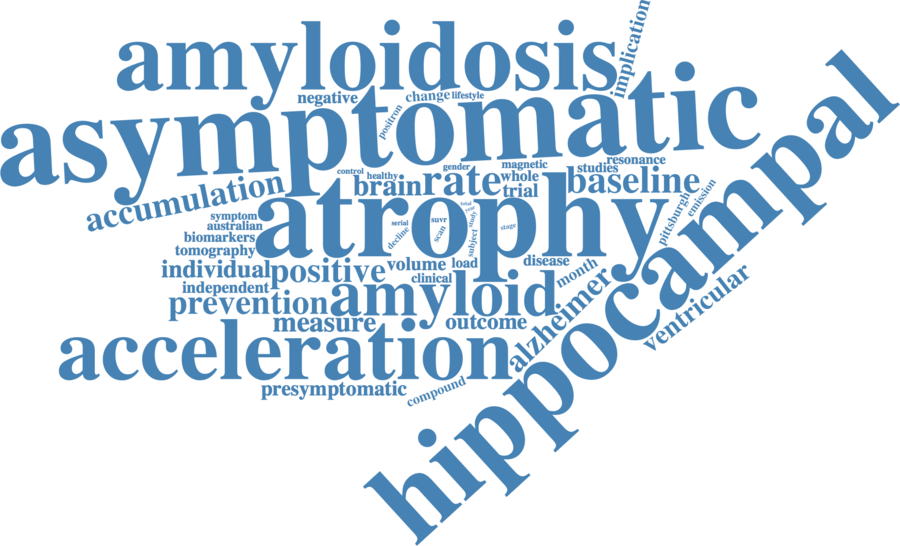 amyloidosis
implication
negative
change
lifestyle
positron
asymptomatic
hippocampal
control
healthy
gender
magnetic
resonance
studies
whole
brain
rate
trial
baseline
accumulation
atrophy
symptom
australian
biomarkers
tomography
serial
decline
suvr
scan
total
year
study
subject
stage
pittsburgh
emission
individual
positive
volume
load
disease
clinical
month
independent
prevention
amyloid
alzheimer
ventricular
measure
outcome
acceleration
presymptomatic
compound